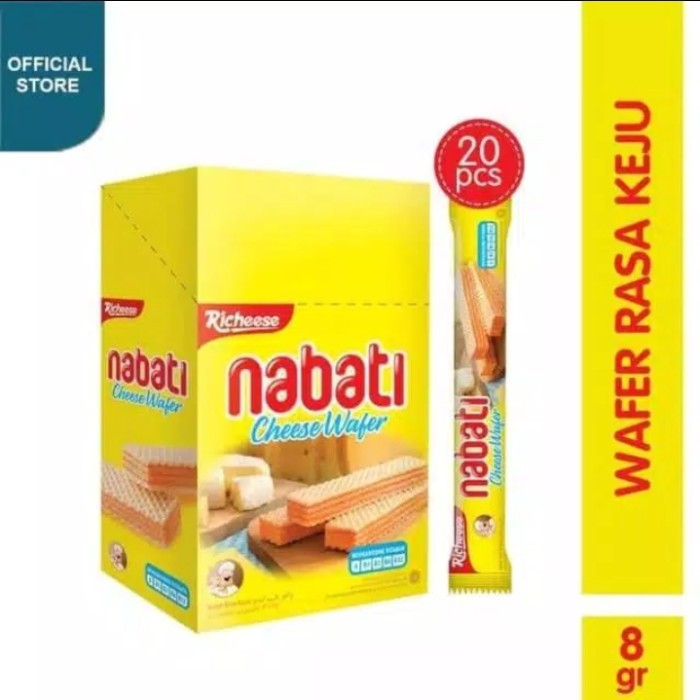 OFFICIAL
STORE
20
pcs
WAFER RASA KEJU
8
gr
Richeese
nabati
Cheese Wafer
Richeese
nabati
Cheese Wafer
Richeese
nabati
Cheese Wafer